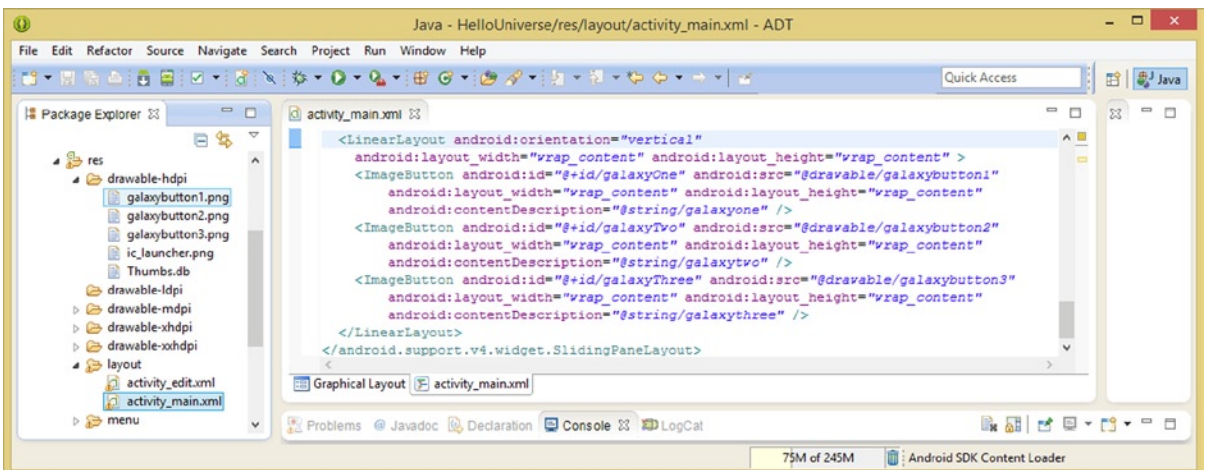 Java - HelloUniverse/res/layout/activity_main.xml - ADT
File Edit Refactor Source Navigate Search Project Run Window Help
Quick Access
Java
Package Explorer
res
drawable-hdpi
galaxybutton1.png
galaxybutton2.png
galaxybutton3.png
ic_launcher.png
Thumbs.db
drawable-ldpi
drawable-mdpi
drawable-xhdpi
drawable-xxhdpi
layout
activity_edit.xml
activity_main.xml
menu
activity_main.xml
<LinearLayout android:orientation="vertical"
android:layout_width="wrap_content" android:layout_height="wrap_content" >
<ImageButton android:id="@+id/galaxyOne" android:src="@drawable/galaxybutton1"
android:layout_width="wrap_content" android:layout_height="wrap_content"
android:contentDescription="@string/galaxyone" />
<ImageButton android:id="@+id/galaxyTwo" android:src="@drawable/galaxybutton2"
android:layout_width="wrap_content" android:layout_height="wrap_content"
android:contentDescription="@string/galaxytwo" />
<ImageButton android:id="@+id/galaxyThree" android:src="@drawable/galaxybutton3"
android:layout_width="wrap_content" android:layout_height="wrap_content"
android:contentDescription="@string/galaxythree" />
</LinearLayout>
</android.support.v4.widget.SlidingPaneLayout>
Graphical Layout activity_main.xml
Problems @ Javadoc Declaration Console LogCat
75M of 245M Android SDK Content Loader